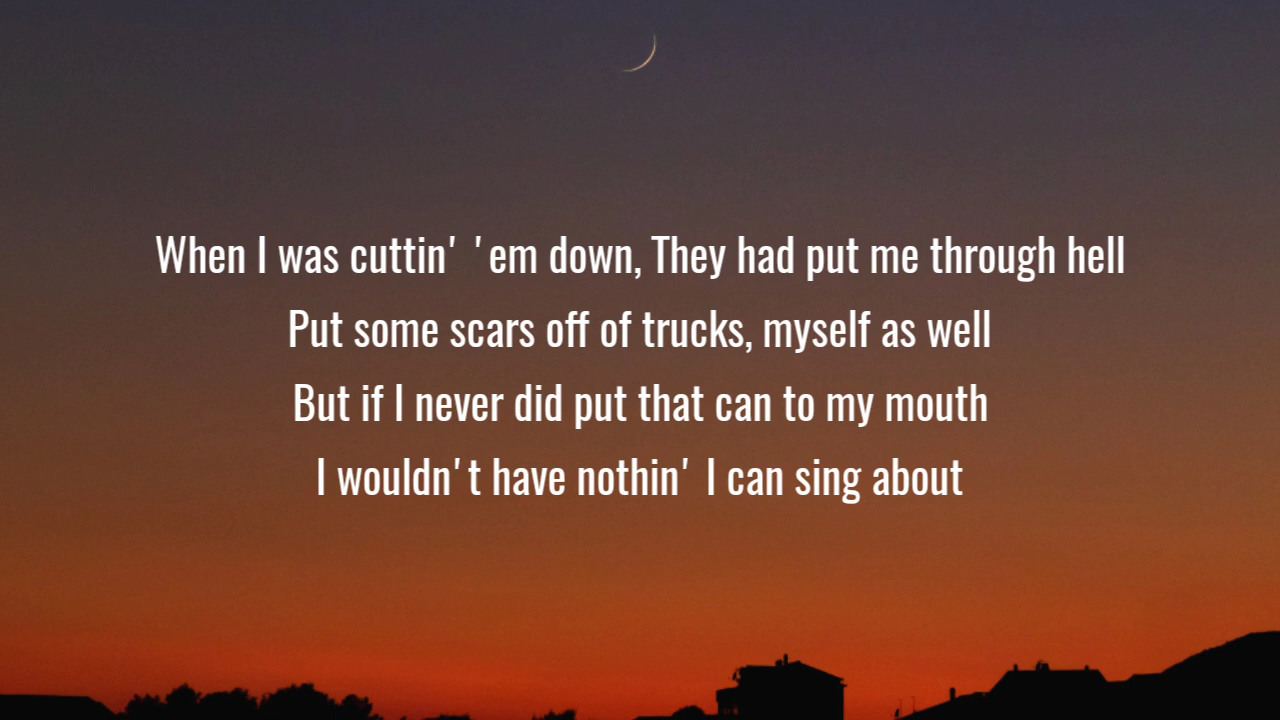 When I was cuttin' 'em down, They had put me through hell
Put some scars off of trucks, myself as well
But if I never did put that can to my mouth
I wouldn't have nothin' I can sing about